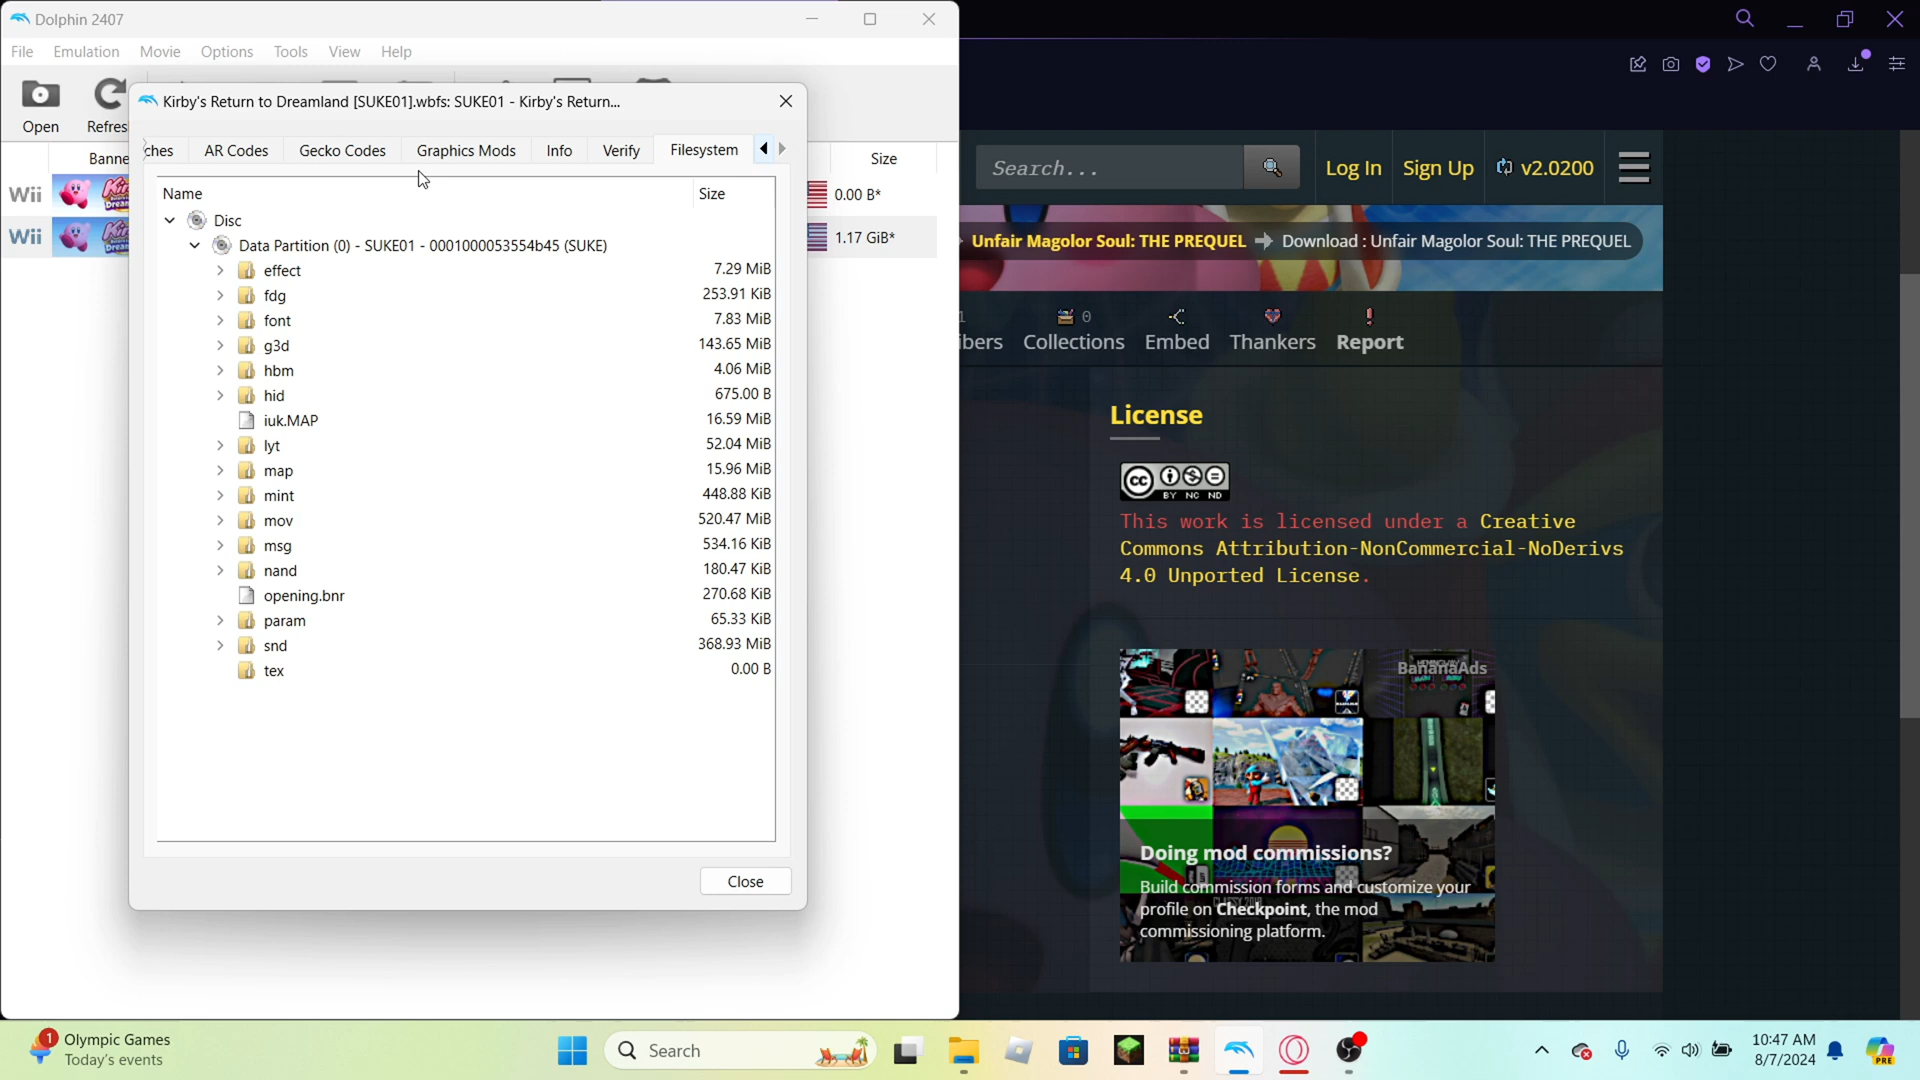 Dolphin 2407
File Emulation Movie Options Tools View Help
Open Refres
Banne Size
Wii 0.00 B*
Wii 1.17 GiB*
Kirby's Return to Dreamland [SUKE01].wbfs: SUKE01 - Kirby's Return...
ches AR Codes Gecko Codes Graphics Mods Info Verify Filesystem
Name Size
Disc
Data Partition (0) - SUKE01 - 0001000053554b45 (SUKE)
effect 7.29 MiB
fdg 253.91 KiB
font 7.83 MiB
g3d 143.65 MiB
hbm 4.06 MiB
hid 675.00 B
iuk.MAP 16.59 MiB
lyt 52.04 MiB
map 15.96 MiB
mint 448.88 KiB
mov 520.47 MiB
msg 534.16 MiB
nand 180.47 KiB
opening.bnr 270.68 KiB
param 65.33 KiB
snd 368.93 MiB
tex 0.00 B
Close
Search... Log In Sign Up v2.0200
Unfair Magolor Soul: THE PREQUEL Download : Unfair Magolor Soul: THE PREQUEL
1 0
ibers Collections Embed Thankers Report
License
CC BY NC ND
This work is licensed under a Creative
Commons Attribution-NonCommercial-NoDerivs
4.0 Unported License.
BananaAds
Doing mod commissions?
Build commission forms and customize your
profile on Checkpoint, the mod
commissioning platform.
1 Olympic Games
Today's events
Search
10:47 AM
8/7/2024
PRE